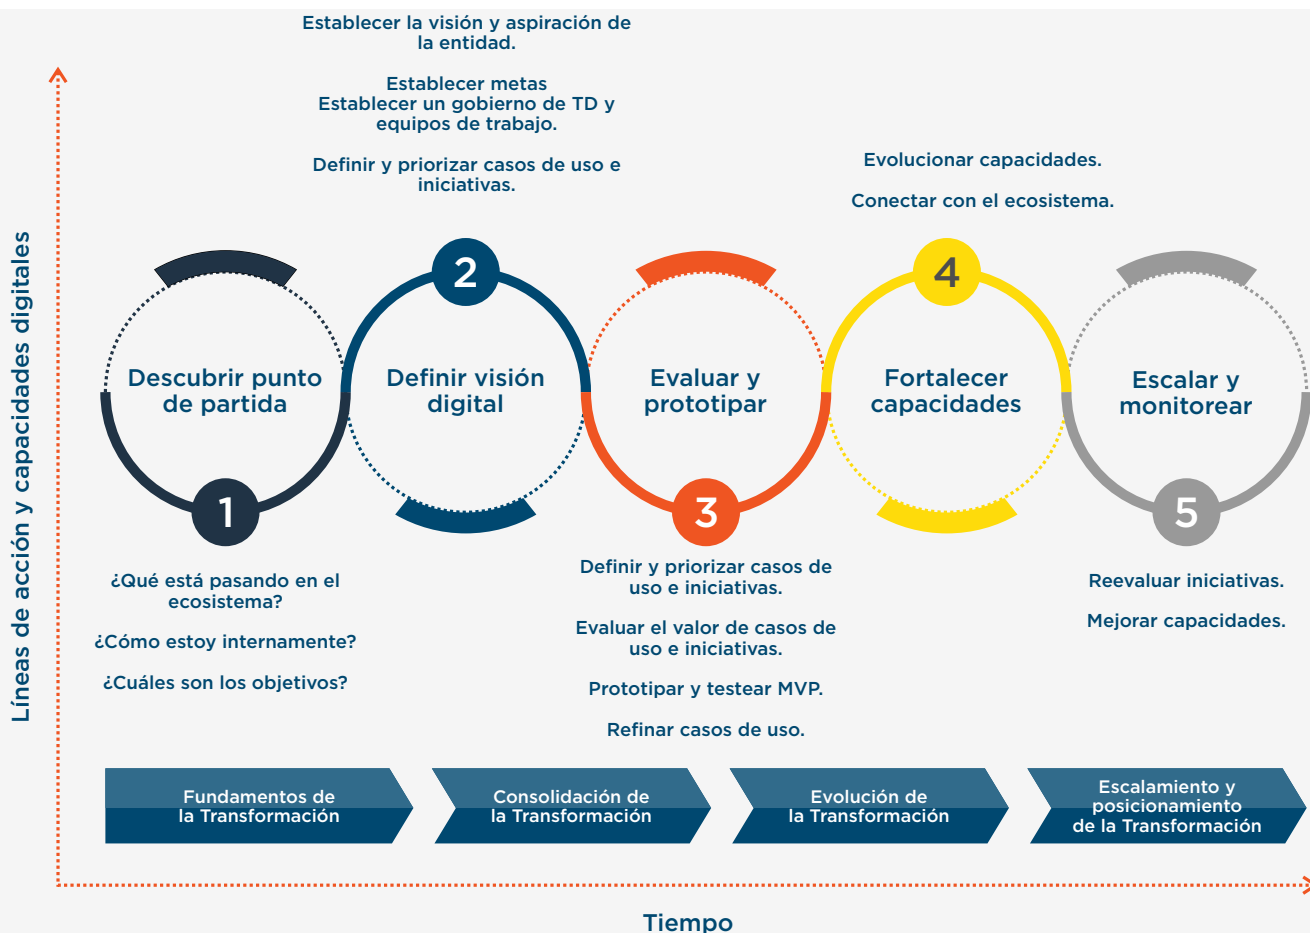 Establecer la visión y aspiración de
la entidad.
Establecer metas
Establecer un gobierno de TD y
equipos de trabajo.
Definir y priorizar casos de uso e
iniciativas.
Evolucionar capacidades.
Conectar con el ecosistema.
Líneas de acción y capacidades digitales
2
4
Descubrir punto
de partida
Definir visión
digital
Evaluar y
prototipar
Fortalecer
capacidades
Escalar y
monitorear
1
3
5
¿Qué está pasando en el
ecosistema?
¿Cómo estoy internamente?
¿Cuáles son los objetivos?
Definir y priorizar casos de
uso e iniciativas.
Evaluar el valor de casos de
uso e iniciativas.
Prototipar y testear MVP.
Refinar casos de uso.
Reevaluar iniciativas.
Mejorar capacidades.
Fundamentos de
la Transformación
Consolidación de
la Transformación
Evolución de
la Transformación
Escalamiento y
posicionamiento
de la Transformación
Tiempo